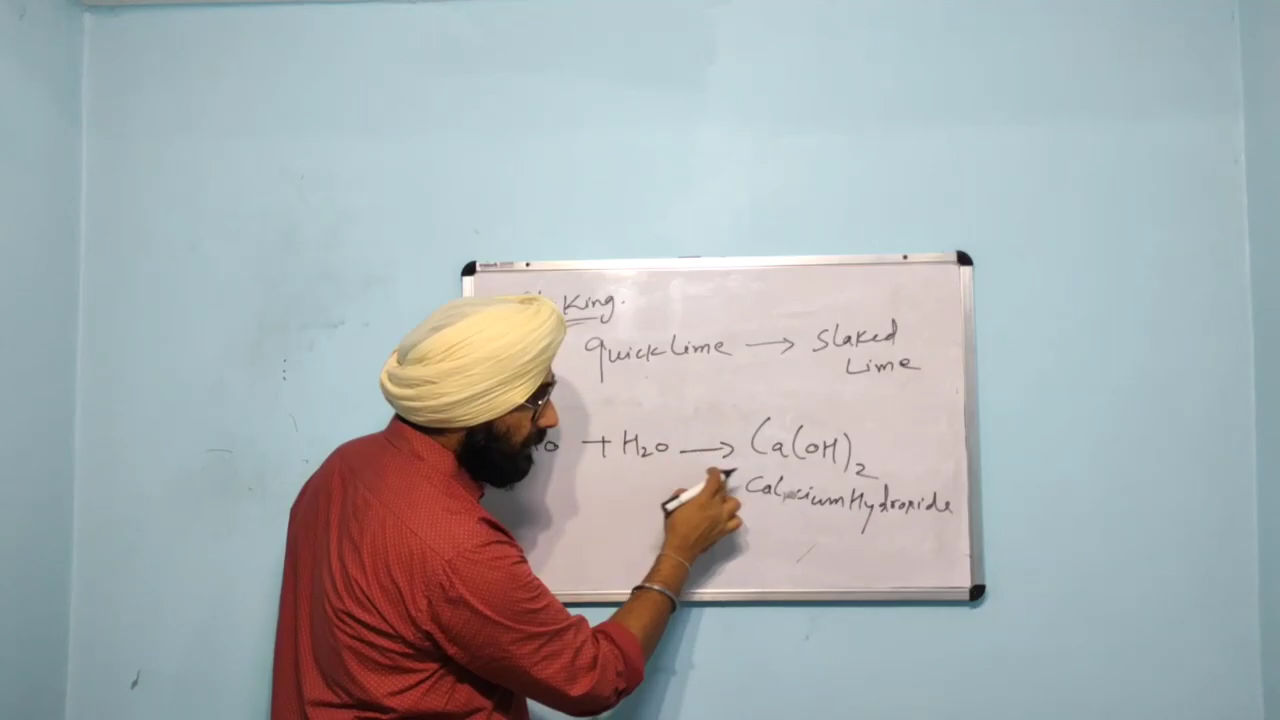 King.
quick Lime → Slaked
Lime
+ H2O → Ca(OH)2
Calcium Hydroxide